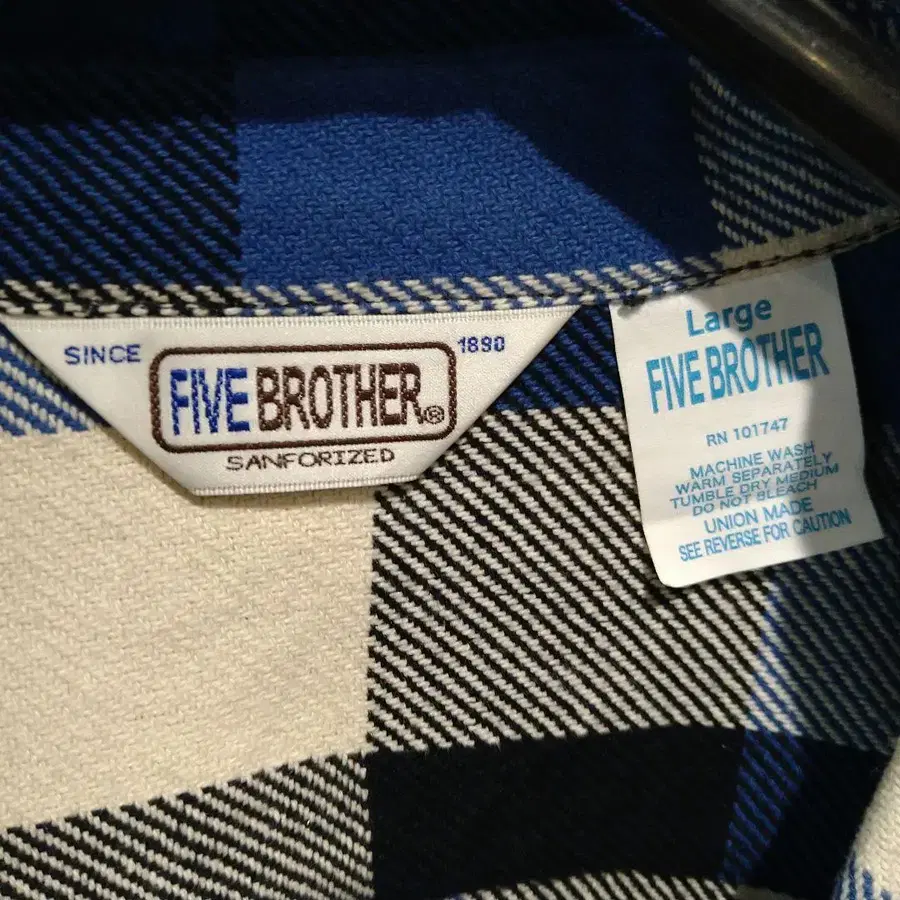 SINCE 1890
FIVE BROTHER®
SANFORIZED
Large
FIVE BROTHER
RN 101747
MACHINE WASH
WARM SEPARATELY
TUMBLE DRY MEDIUM
DO NOT BLEACH
UNION MADE
SEE REVERSE FOR CAUTION